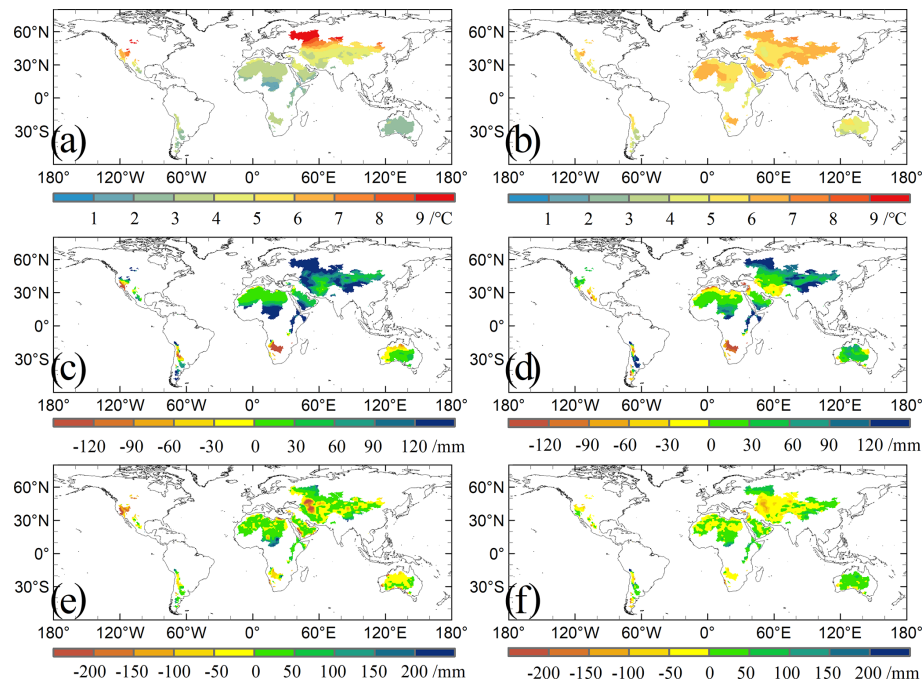 60°N 60°N
30°N 30°N
0° 0°
30°S 30°S
(a) (b)
180° 120°W 60°W 0° 60°E 120°E 180° 180° 120°W 60°W 0° 60°E 120°E 180°
1 2 3 4 5 6 7 8 9 /°C 1 2 3 4 5 6 7 8 9 /°C
60°N 60°N
30°N 30°N
0° 0°
30°S 30°S
(c) (d)
180° 120°W 60°W 0° 60°E 120°E 180° 180° 120°W 60°W 0° 60°E 120°E 180°
-120 -90 -60 -30 0 30 60 90 120 /mm -120 -90 -60 -30 0 30 60 90 120 /mm
60°N 60°N
30°N 30°N
0° 0°
30°S 30°S
(e) (f)
180° 120°W 60°W 0° 60°E 120°E 180° 180° 120°W 60°W 0° 60°E 120°E 180°
-200 -150 -100 -50 0 50 100 150 200 /mm -200 -150 -100 -50 0 50 100 150 200 /mm